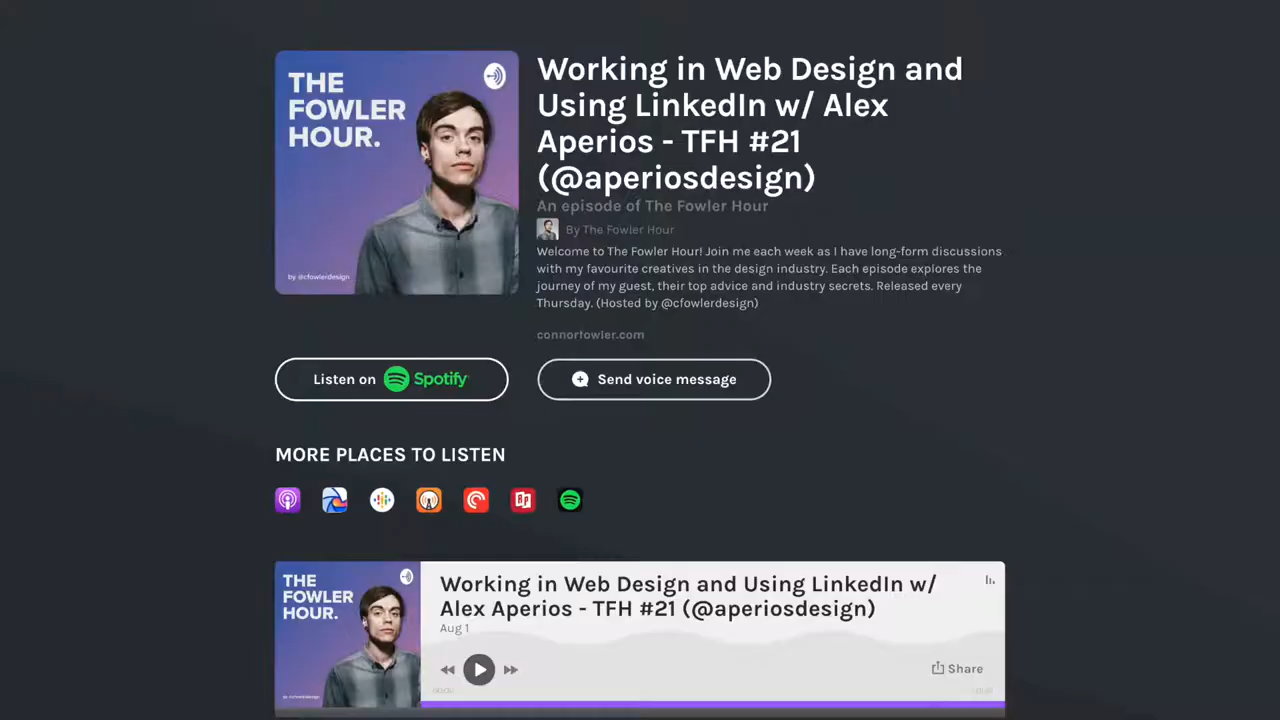 THE
FOWLER
HOUR.
by @cfowlerdesign
Working in Web Design and
Using LinkedIn w/ Alex
Aperios - TFH #21
(@aperiosdesign)
An episode of The Fowler Hour
By The Fowler Hour
Welcome to The Fowler Hour! Join me each week as I have long-form discussions
with my favourite creatives in the design industry. Each episode explores the
journey of my guest, their top advice and industry secrets. Released every
Thursday. (Hosted by @cfowlerdesign)
connorfowler.com
Listen on Spotify
Send voice message
MORE PLACES TO LISTEN
THE
FOWLER
HOUR.
by @cfowlerdesign
Working in Web Design and Using LinkedIn w/
Alex Aperios - TFH #21 (@aperiosdesign)
Aug 1
Share